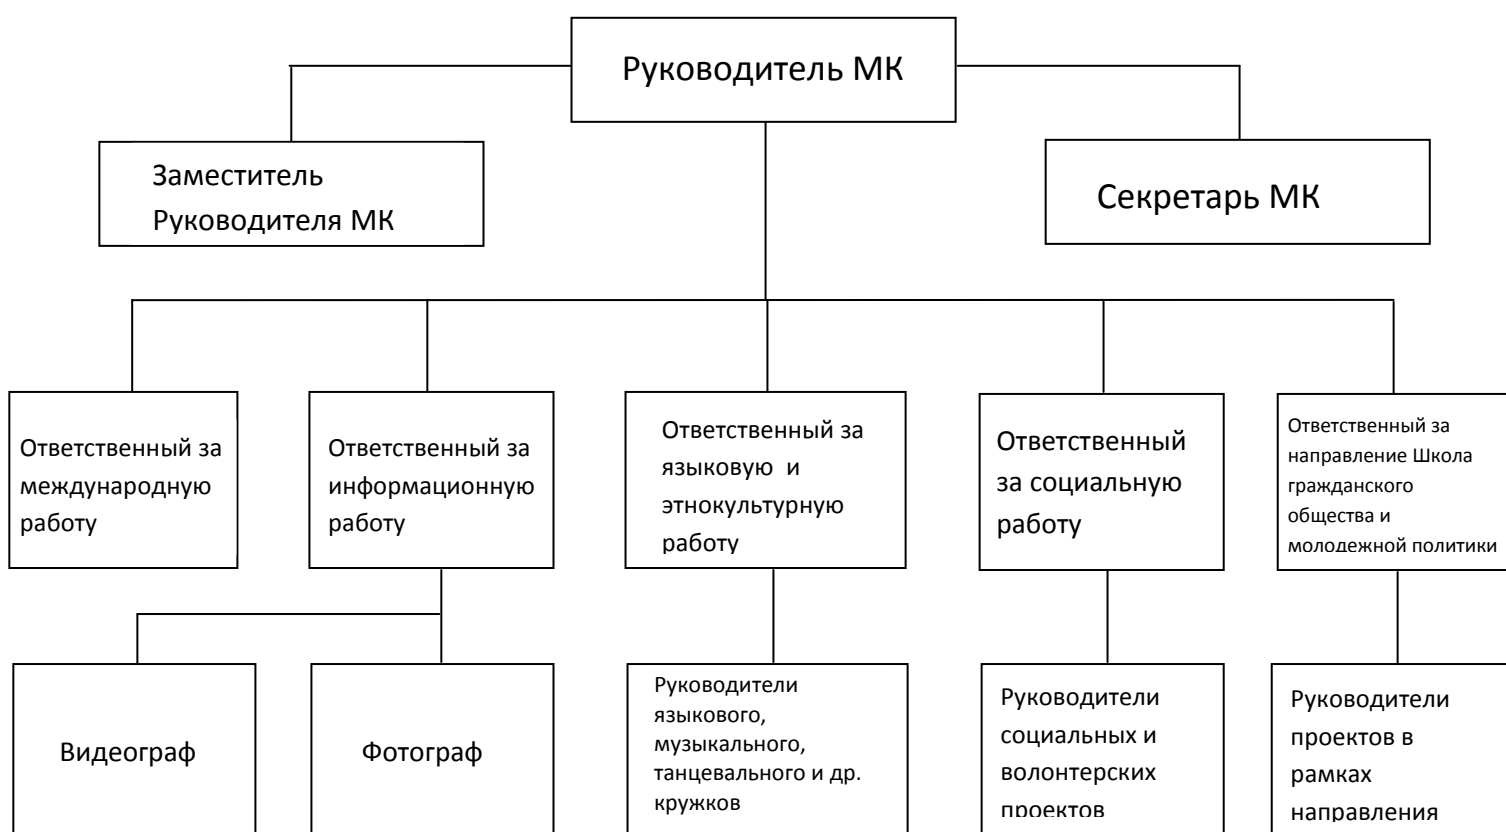 Руководитель МК
Заместитель
Руководителя МК
Секретарь МК
Ответственный за
международную
работу
Ответственный за
информационную
работу
Ответственный за
языковую и
этнокультурную
работу
Ответственный
за социальную
работу
Ответственный за
направление Школа
гражданского
общества и
молодежной политики
Видеограф
Фотограф
Руководители
языкового,
музыкального,
танцевального и др.
кружков
Руководители
социальных и
волонтерских
проектов
Руководители
проектов в
рамках
направления